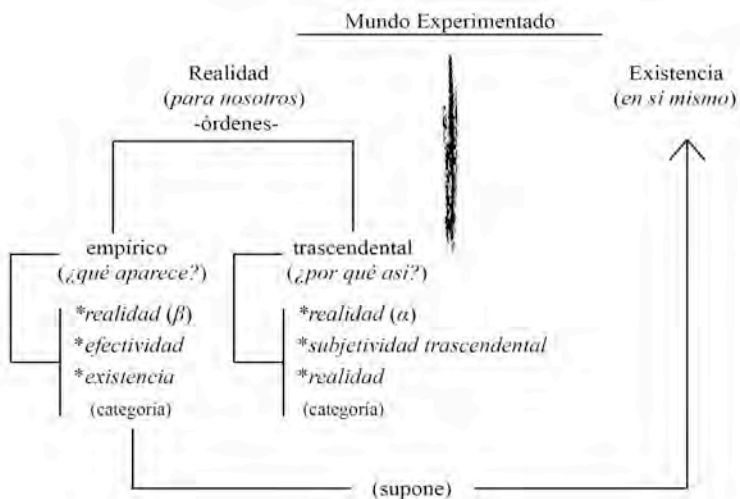 Mundo Experimentado
Realidad
(para nosotros)
-órdenes-
Existencia
(en sí mismo)
empírico
(¿qué aparece?)
*realidad (β)
*efectividad
*existencia
(categoría)
trascendental
(¿por qué así?)
*realidad (α)
*subjetividad trascendental
*realidad
(categoría)
(supone)